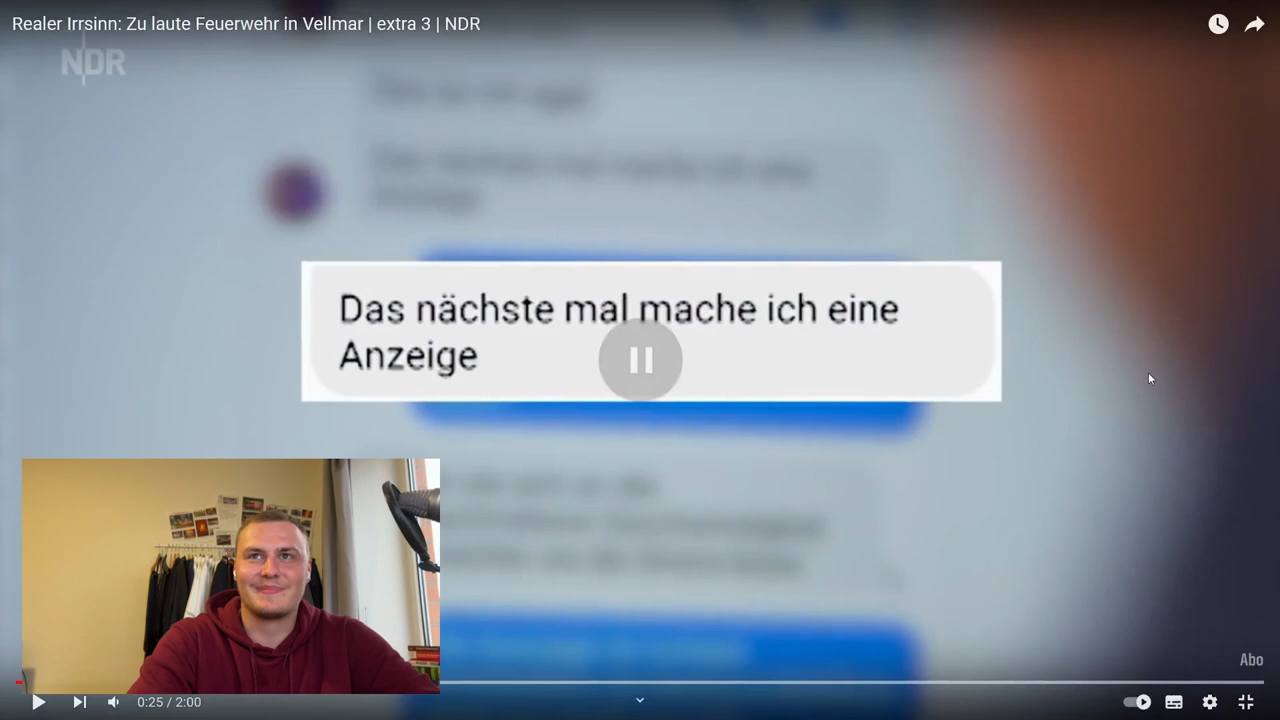 Realer Irrsinn: Zu laute Feuerwehr in Vellmar | extra 3 | NDR
NDR
Das nächste mal mache ich eine
Anzeige
Abo
0:25 / 2:00